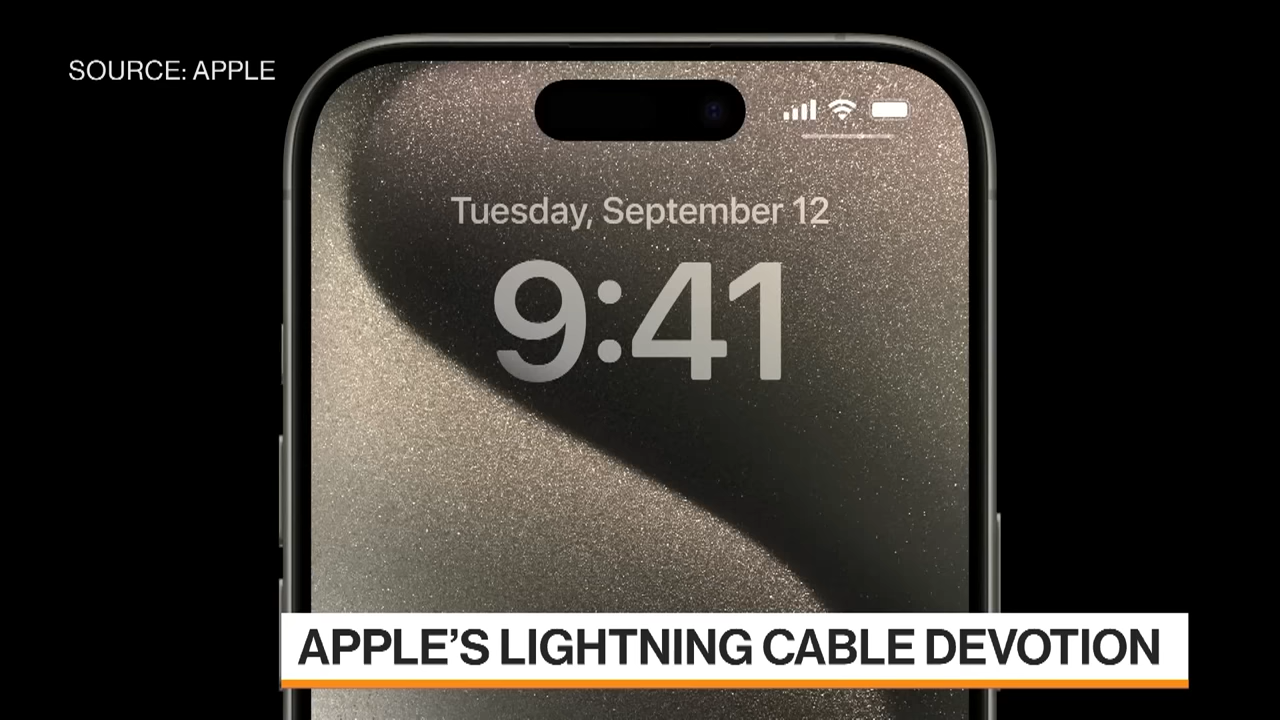 SOURCE: APPLE
Tuesday, September 12
9:41
APPLE’S LIGHTNING CABLE DEVOTION